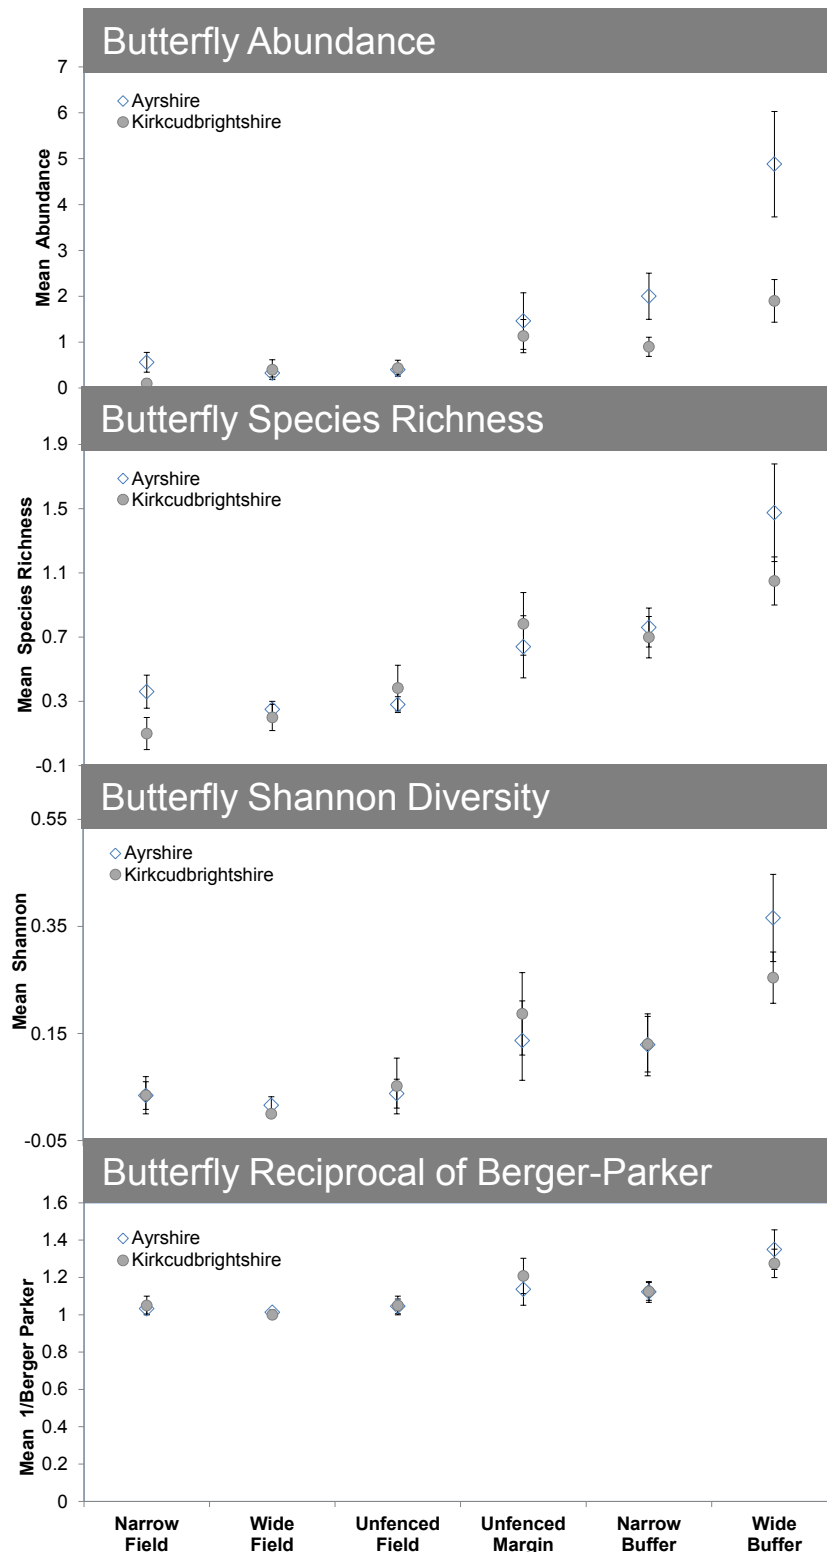 Butterfly Abundance
7
6
5
4
3
2
1
0
Mean Abundance
Ayrshire
Kirkcudbrightshire
Butterfly Species Richness
1.9
1.5
1.1
0.7
0.3
-0.1
Mean Species Richness
Ayrshire
Kirkcudbrightshire
Butterfly Shannon Diversity
0.55
0.35
0.15
-0.05
Mean Shannon
Ayrshire
Kirkcudbrightshire
Butterfly Reciprocal of Berger-Parker
1.6
1.4
1.2
1
0.8
0.6
0.4
0.2
0
Mean 1/Berger Parker
Ayrshire
Kirkcudbrightshire
Narrow
Field
Wide
Field
Unfenced
Field
Unfenced
Margin
Narrow
Buffer
Wide
Buffer